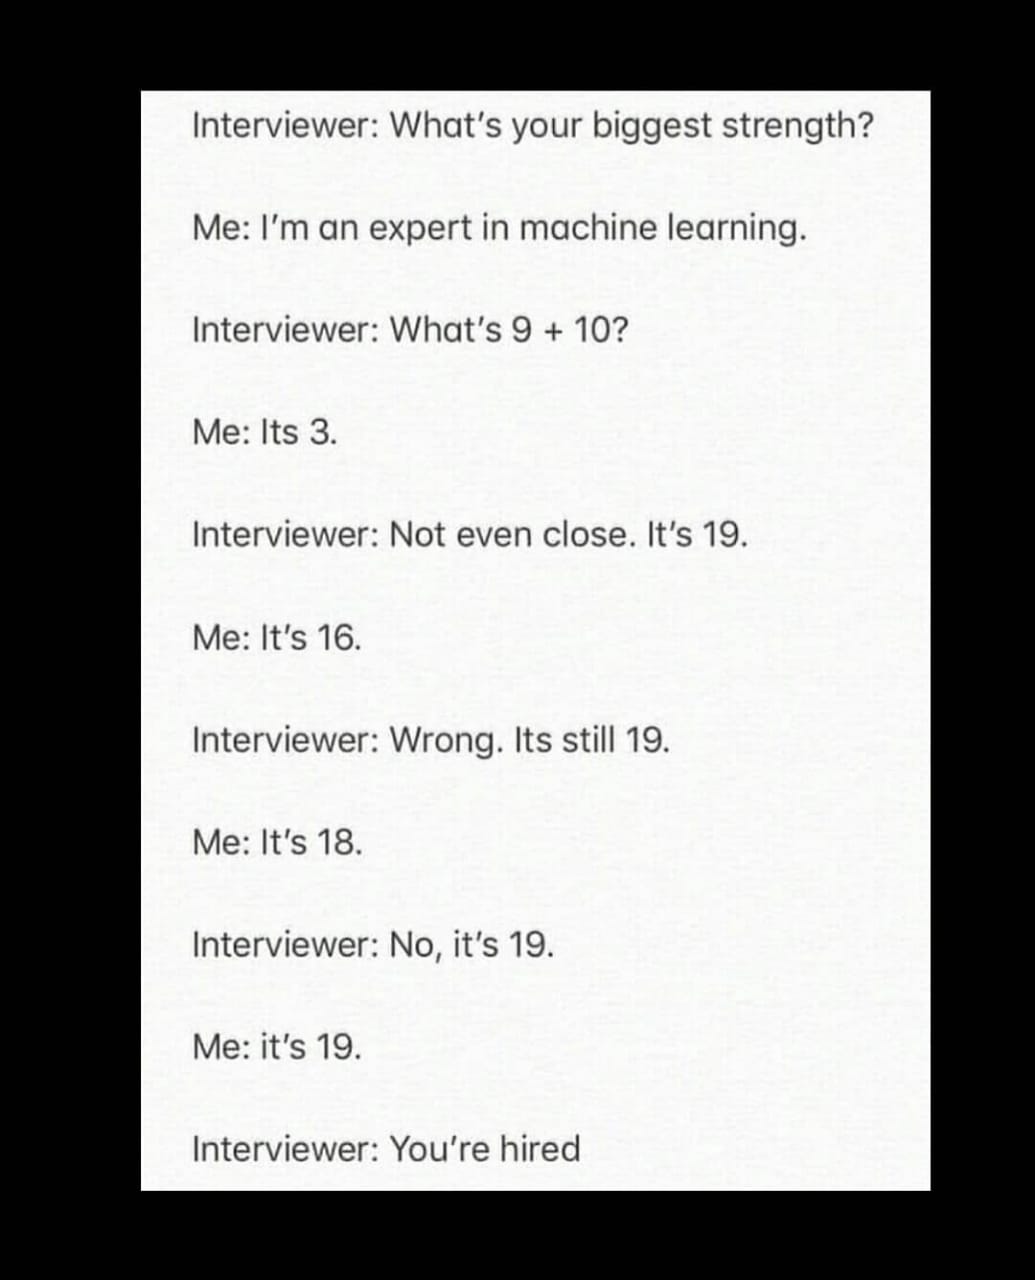 Interviewer: What's your biggest strength?
Me: I'm an expert in machine learning.
Interviewer: What's 9 + 10?
Me: Its 3.
Interviewer: Not even close. It's 19.
Me: It's 16.
Interviewer: Wrong. Its still 19.
Me: It's 18.
Interviewer: No, it's 19.
Me: it's 19.
Interviewer: You're hired